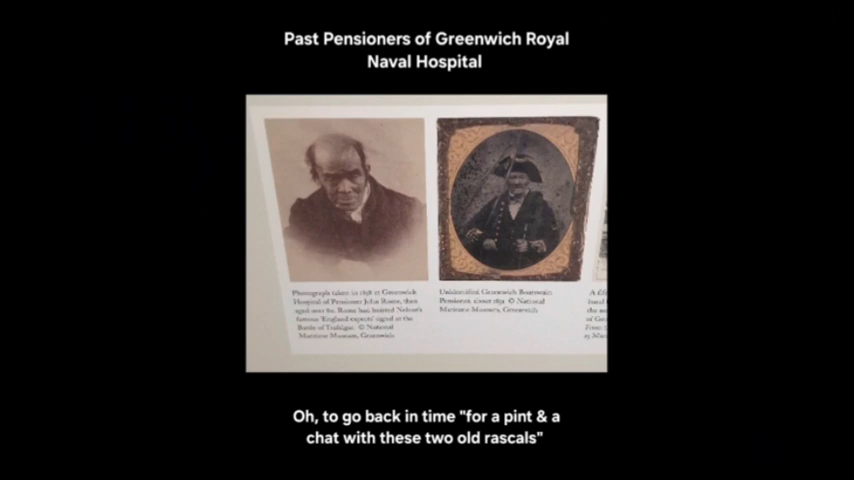 Past Pensioners of Greenwich Royal
Naval Hospital
Photograph taken in 1858 at Greenwich
Hospital of Pensioner John Rome, then
aged over 80. Rome had hoisted Nelson's
famous 'England expects' signal at the
Battle of Trafalgar. © National
Maritime Museum, Greenwich
Unidentified Greenwich Boatswain
Pensioner, about © National
Maritime Museum, Greenwich
Oh, to go back in time "for a pint & a
chat with these two old rascals"